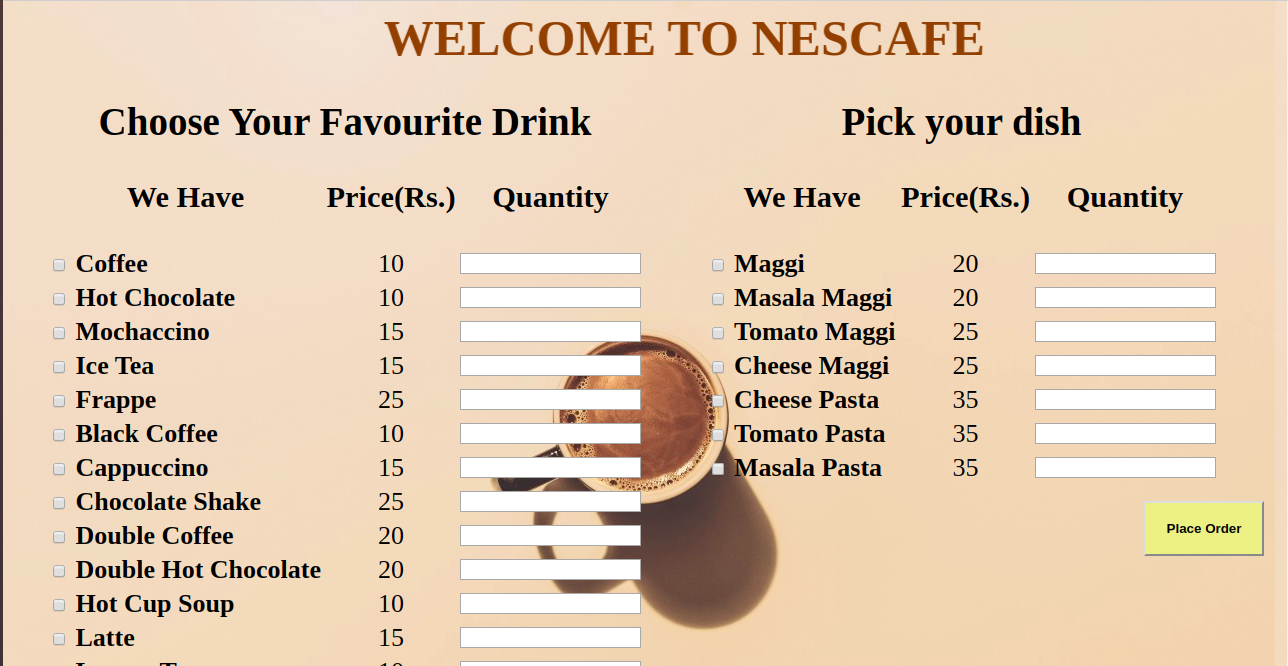 WELCOME TO NESCAFE
Choose Your Favourite Drink
We Have Price(Rs.) Quantity
Coffee 10
Hot Chocolate 10
Mochaccino 15
Ice Tea 15
Frappe 25
Black Coffee 10
Cappuccino 15
Chocolate Shake 25
Double Coffee 20
Double Hot Chocolate 20
Hot Cup Soup 10
Latte 15
Pick your dish
We Have Price(Rs.) Quantity
Maggi 20
Masala Maggi 20
Tomato Maggi 25
Cheese Maggi 25
Cheese Pasta 35
Tomato Pasta 35
Masala Pasta 35
Place Order